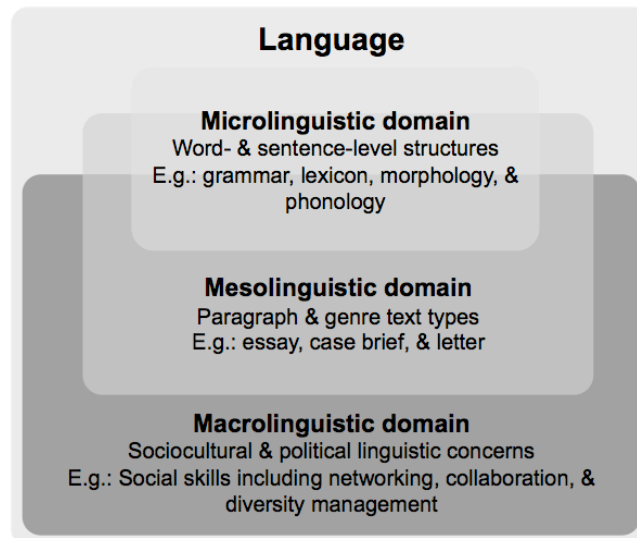 Language
Microlinguistic domain
Word- & sentence-level structures
E.g.: grammar, lexicon, morphology, &
phonology
Mesolinguistic domain
Paragraph & genre text types
E.g.: essay, case brief, & letter
Macrolinguistic domain
Sociocultural & political linguistic concerns
E.g.: Social skills including networking, collaboration, &
diversity management